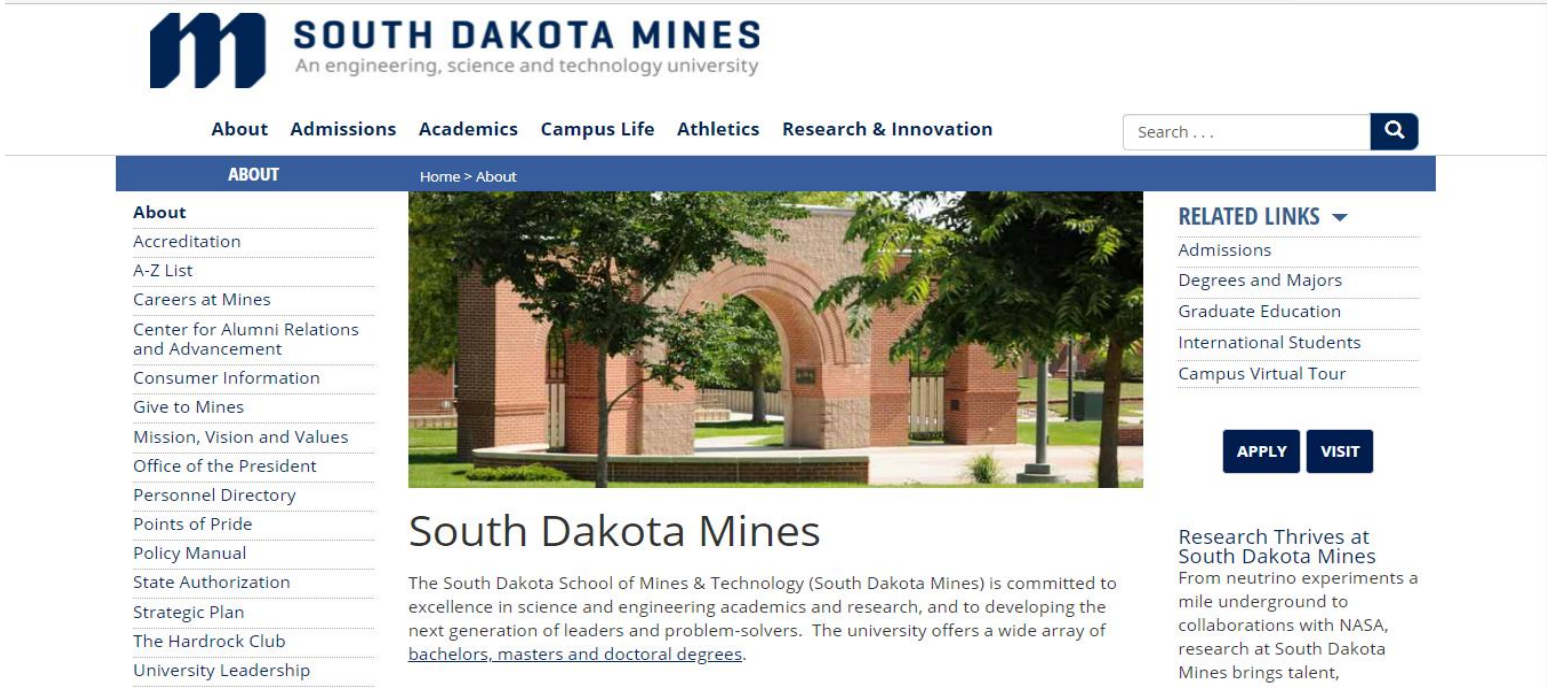 SOUTH DAKOTA MINES
An engineering, science and technology university
About Admissions Academics Campus Life Athletics Research & Innovation
Search . . .
ABOUT
Home > About
About
Accreditation
A-Z List
Careers at Mines
Center for Alumni Relations
and Advancement
Consumer Information
Give to Mines
Mission, Vision and Values
Office of the President
Personnel Directory
Points of Pride
Policy Manual
State Authorization
Strategic Plan
The Hardrock Club
University Leadership
South Dakota Mines
The South Dakota School of Mines & Technology (South Dakota Mines) is committed to
excellence in science and engineering academics and research, and to developing the
next generation of leaders and problem-solvers.  The university offers a wide array of
bachelors, masters and doctoral degrees.
RELATED LINKS
Admissions
Degrees and Majors
Graduate Education
International Students
Campus Virtual Tour
APPLY VISIT
Research Thrives at
South Dakota Mines
From neutrino experiments a
mile underground to
collaborations with NASA,
research at South Dakota
Mines brings talent,